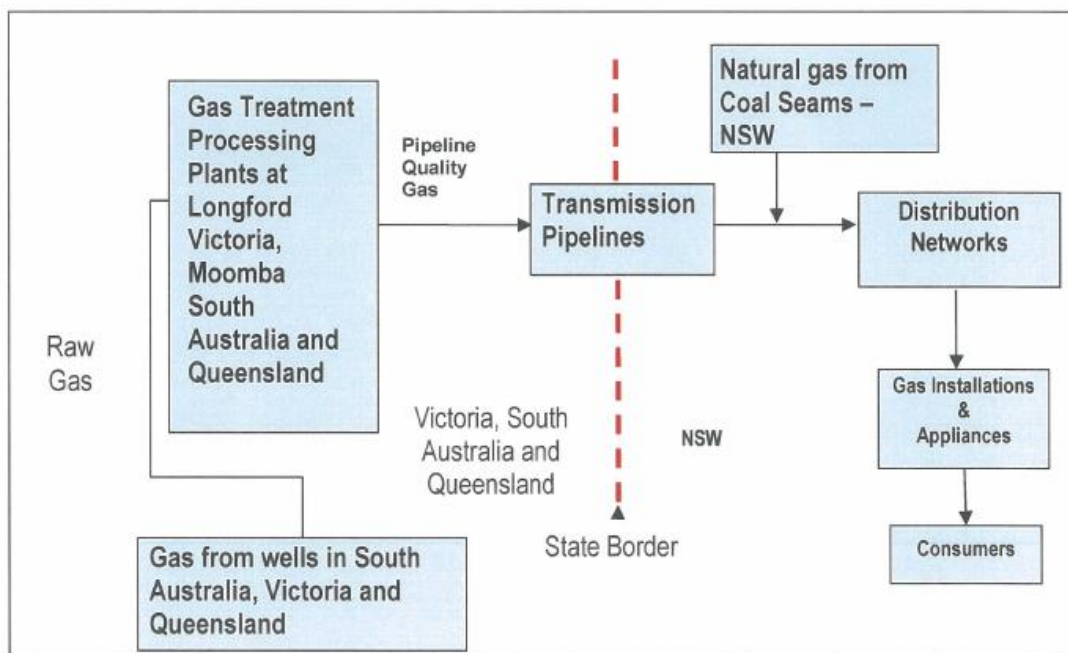 Gas Treatment
Processing
Plants at
Longford
Victoria,
Moomba
South
Australia and
Queensland
Pipeline
Quality
Gas
Transmission
Pipelines
Natural gas from
Coal Seams –
NSW
Distribution
Networks
Raw
Gas
Victoria, South
Australia and
Queensland
NSW
Gas Installations
&
Appliances
State Border
Consumers
Gas from wells in South
Australia, Victoria and
Queensland